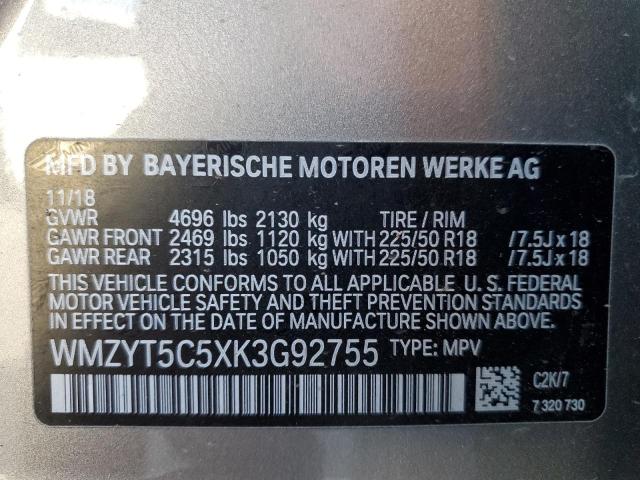 MFD BY BAYERISCHE MOTOREN WERKE AG
11/18
GVWR 4696 lbs 2130 kg TIRE / RIM
GAWR FRONT 2469 lbs 1120 kg WITH 225/50 R18 /7.5J x 18
GAWR REAR 2315 lbs 1050 kg WITH 225/50 R18 /7.5J x 18
THIS VEHICLE CONFORMS TO ALL APPLICABLE U. S. FEDERAL
MOTOR VEHICLE SAFETY AND THEFT PREVENTION STANDARDS
IN EFFECT ON THE DATE OF MANUFACTURE SHOWN ABOVE.
WMZYT5C5XK3G92755 TYPE: MPV
C2K/7
7 320 730